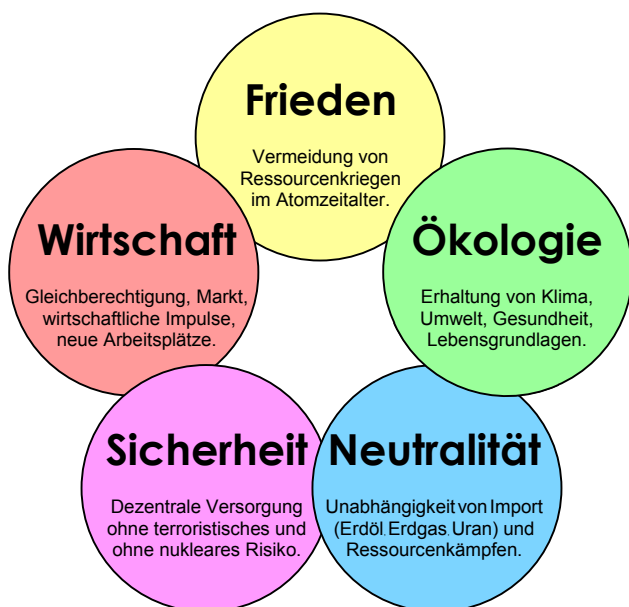 Frieden
Vermeidung von
Ressourcenkriegen
im Atomzeitalter.
Wirtschaft
Gleichberechtigung, Markt,
wirtschaftliche Impulse,
neue Arbeitsplätze.
Ökologie
Erhaltung von Klima,
Umwelt, Gesundheit,
Lebensgrundlagen.
Sicherheit
Dezentrale Versorgung
ohne terroristisches und
ohne nukleares Risiko.
Neutralität
Unabhängigkeit von Import
(Erdöl.Erdgas.Uran) und
Ressourcenkämpfen.